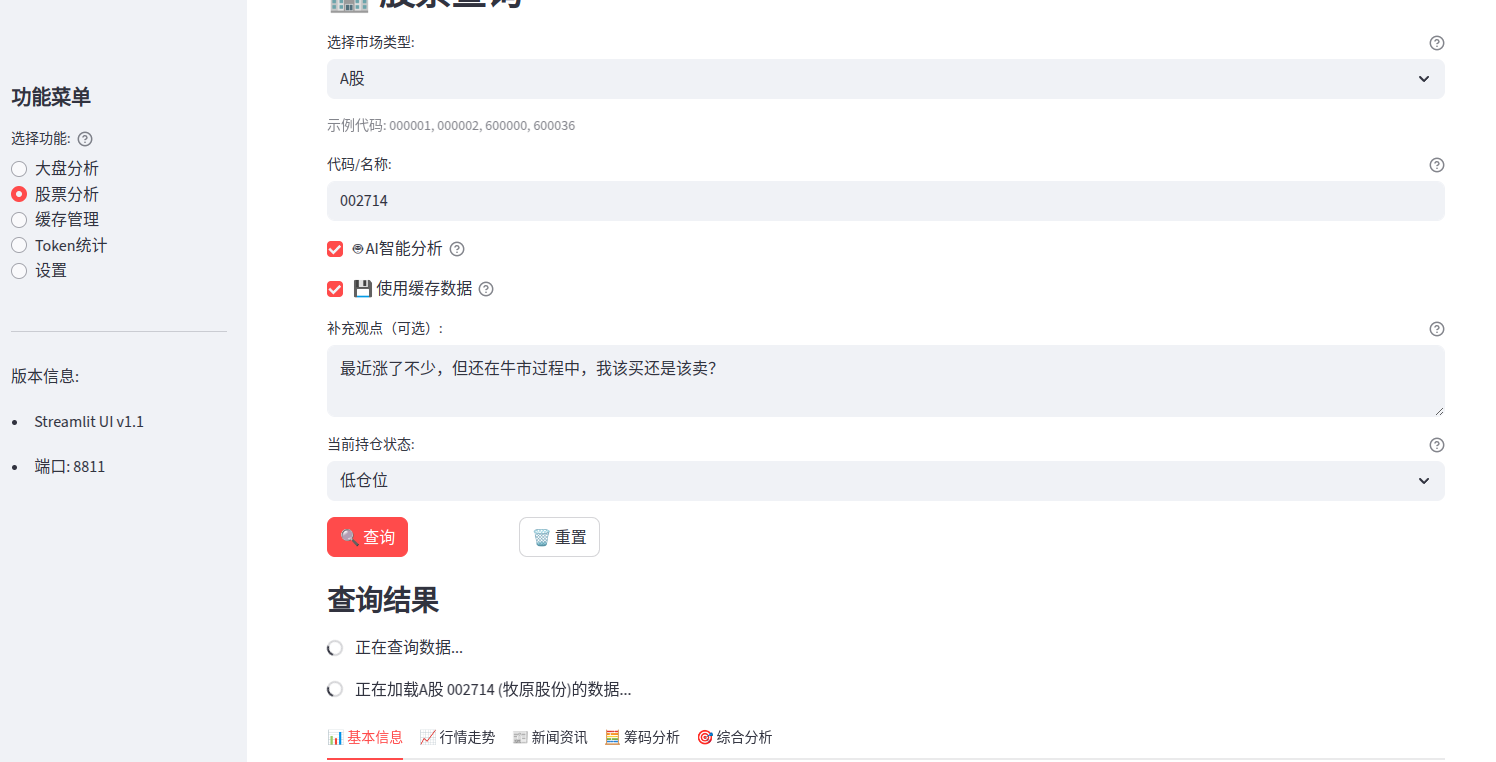 股票查询
功能菜单
选择功能:
大盘分析
股票分析
缓存管理
Token统计
设置
版本信息:
Streamlit UI v1.1
端口: 8811
选择市场类型:
A股
示例代码: 000001, 000002, 600000, 600036
代码/名称:
002714
AI智能分析
使用缓存数据
补充观点（可选）:
最近涨了不少，但还在牛市过程中，我该买还是该卖？
当前持仓状态:
低仓位
查询
重置
查询结果
正在查询数据...
正在加载A股 002714 (牧原股份)的数据...
基本信息 行情走势 新闻资讯 筹码分析 综合分析